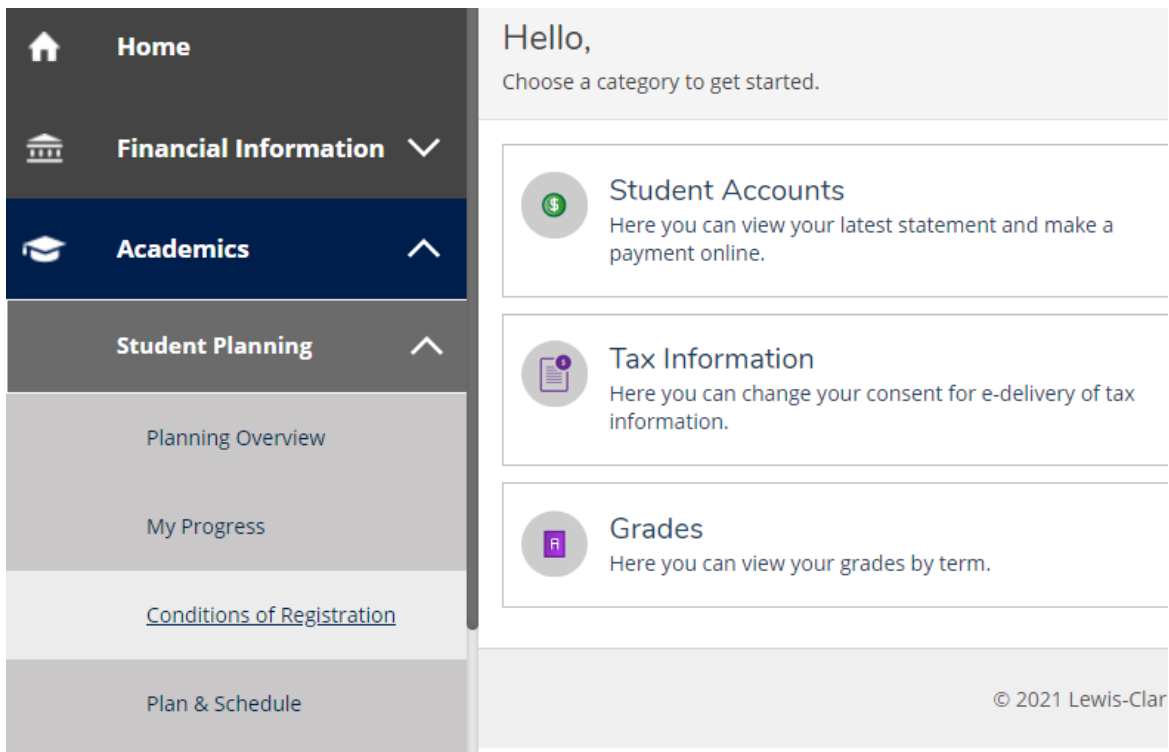 Home
Financial Information
Academics
Student Planning
Planning Overview
My Progress
Conditions of Registration
Plan & Schedule
Hello,
Choose a category to get started.
Student Accounts
Here you can view your latest statement and make a
payment online.
Tax Information
Here you can change your consent for e-delivery of tax
information.
Grades
Here you can view your grades by term.
© 2021 Lewis-Clar